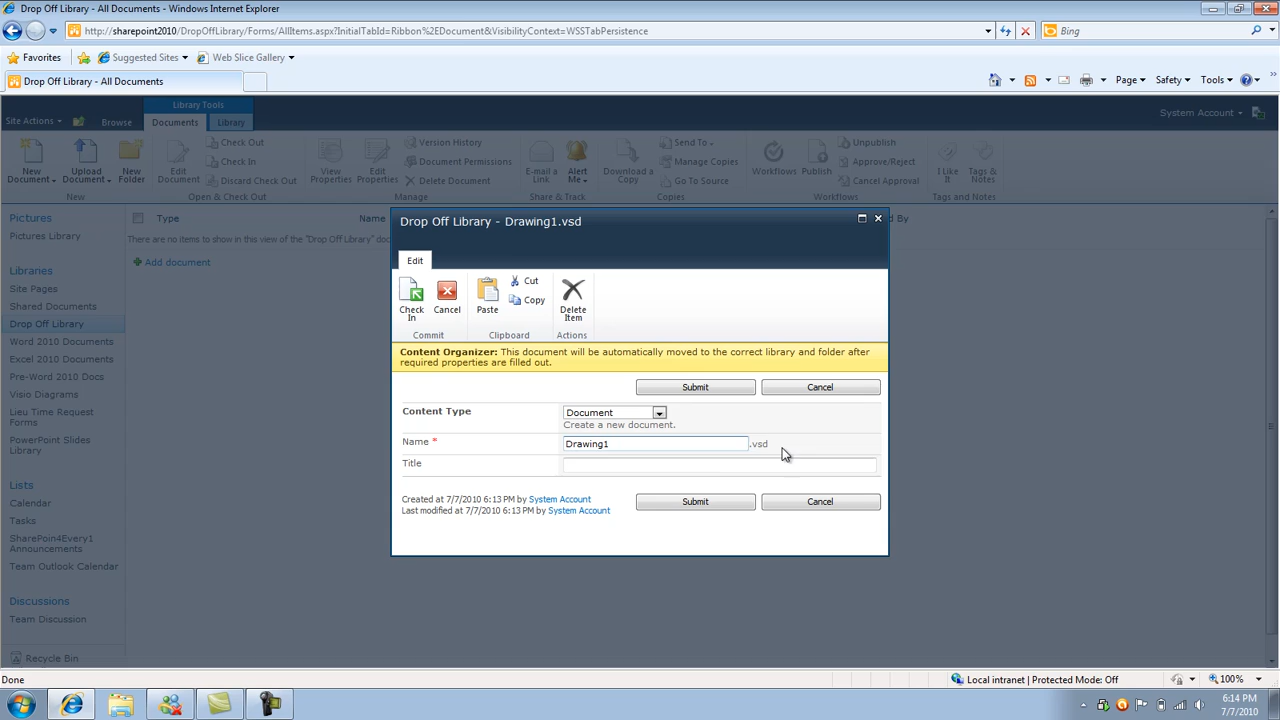 Drop Off Library - All Documents - Windows Internet Explorer
http://sharepoint2010/DropOffLibrary/Forms/AllItems.aspx?InitialTabId=Ribbon%2EDocument&VisibilityContext=WSSTabPersistence
Bing
Favorites
Suggested Sites
Web Slice Gallery
Drop Off Library - All Documents
Page
Safety
Tools
Library Tools
System Account
Site Actions
Browse
Documents
Library
New Document
Upload Document
New Folder
New
Edit Document
Check Out
Check In
Discard Check Out
Open & Check Out
View Properties
Edit Properties
Version History
Document Permissions
Delete Document
Manage
E-mail a Link
Alert Me
Share & Track
Download a Copy
Send To
Manage Copies
Go To Source
Copies
Workflows
Publish
Unpublish
Approve/Reject
Cancel Approval
Workflows
I Like It
Tags & Notes
Tags and Notes
Pictures
Pictures Library
Libraries
Site Pages
Shared Documents
Drop Off Library
Word 2010 Documents
Excel 2010 Documents
Pre-Word 2010 Docs
Visio Diagrams
Lieu Time Request
Forms
PowerPoint Slides
Library
Lists
Calendar
Tasks
SharePoin4Every1
Announcements
Team Outlook Calendar
Discussions
Team Discussion
Recycle Bin
Type
Name
d By
There are no items to show in this view of the "Drop Off Library" doc
Add document
Drop Off Library - Drawing1.vsd
Edit
Check In
Cancel
Commit
Paste
Cut
Copy
Clipboard
Delete Item
Actions
Content Organizer: This document will be automatically moved to the correct library and folder after
required properties are filled out.
Submit
Cancel
Content Type
Document
Create a new document.
Name *
Drawing1
.vsd
Title
Created at 7/7/2010 6:13 PM by System Account
Last modified at 7/7/2010 6:13 PM by System Account
Submit
Cancel
Done
Local intranet | Protected Mode: Off
100%
6:14 PM
7/7/2010